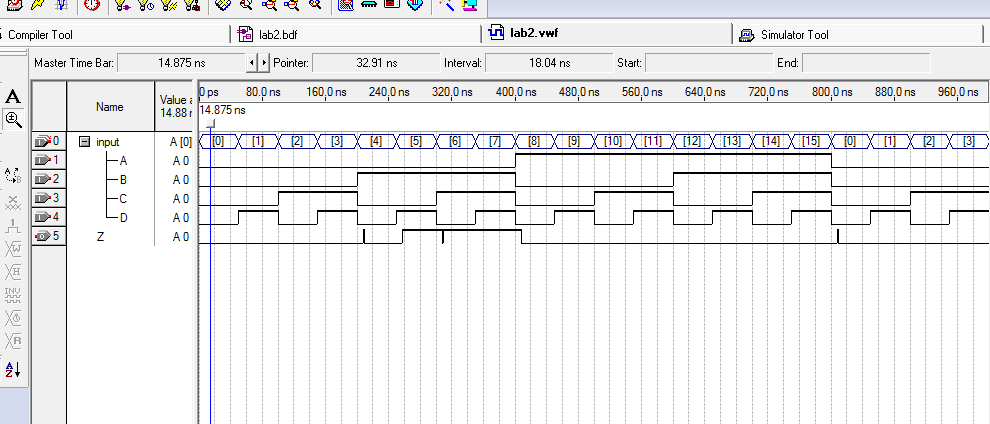 Compiler Tool lab2.bdf lab2.vwf Simulator Tool
Master Time Bar: 14.875 ns Pointer: 32.91 ns Interval: 18.04 ns Start: End:
A
Name
Value a
14.88 n
0 ps 80.0 ns 160.0 ns 240.0 ns 320.0 ns 400.0 ns 480.0 ns 560.0 ns 640.0 ns 720.0 ns 800.0 ns 880.0 ns 960.0 ns
14.875 ns
0 input A [0] [0] [1] [2] [3] [4] [5] [6] [7] [8] [9] [10] [11] [12] [13] [14] [15] [0] [1] [2] [3]
1 A A 0
2 B A 0
3 C A 0
4 D A 0
5 Z A 0